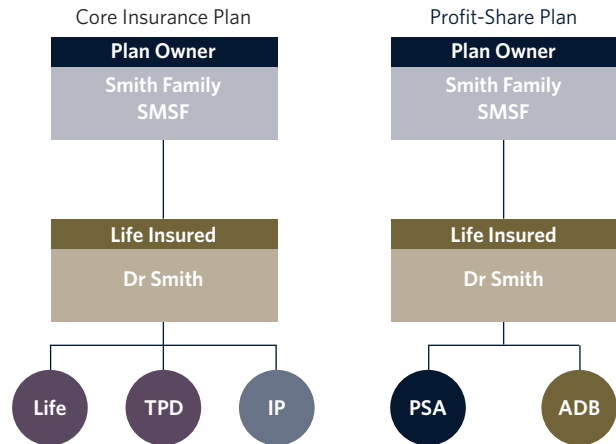 Core Insurance Plan
Plan Owner
Smith Family
SMSF
Life Insured
Dr Smith
Life
TPD
IP
Profit-Share Plan
Plan Owner
Smith Family
SMSF
Life Insured
Dr Smith
PSA
ADB